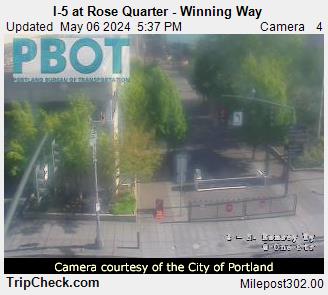 I-5 at Rose Quarter - Winning Way
Updated May 06 2024 5:37 PM Camera 4
PBOT
PORTLAND BUREAU OF TRANSPORTATION
Camera courtesy of the City of Portland
TripCheck.com Milepost302.00